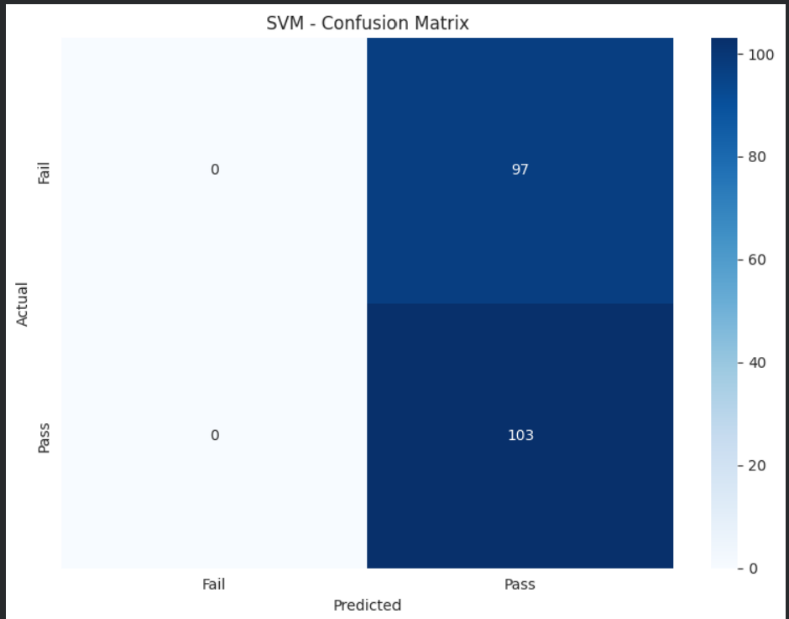 SVM - Confusion Matrix
Fail
0
97
Actual
Pass
0
103
Fail
Pass
Predicted
100
80
60
40
20
0